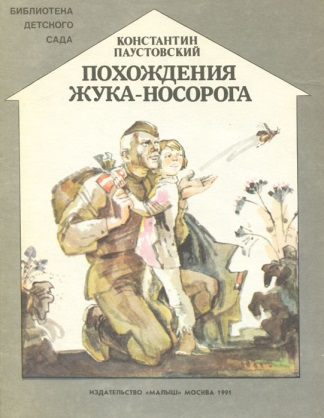 БИБЛИОТЕКА
ДЕТСКОГО
САДА
КОНСТАНТИН
ПАУСТОВСКИЙ
ПОХОЖДЕНИЯ
ЖУКА-НОСОРОГА
ИЗДАТЕЛЬСТВО «МАЛЫШ» МОСКВА 1991